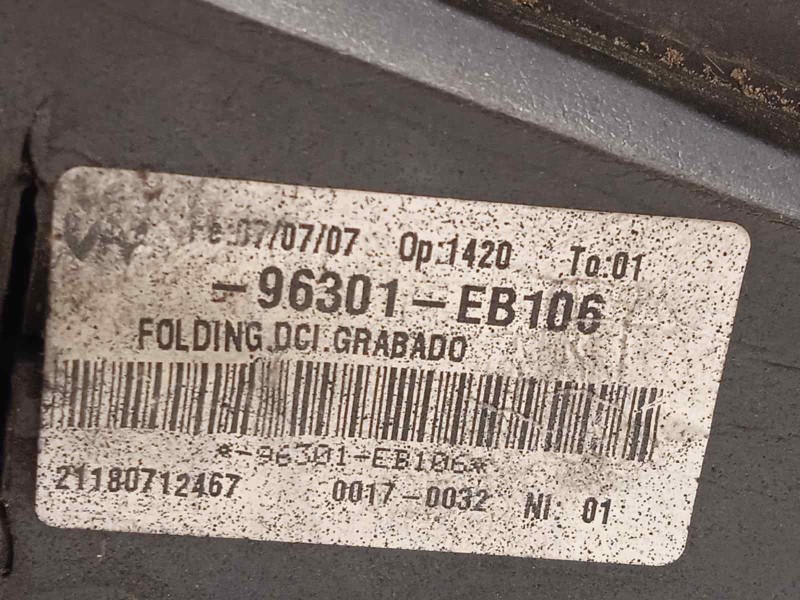 Fe:07/07/07 Op:1420 To:01
-96301-EB106
FOLDING.DCI.GRABADO
*-96301-EB106*
21180712467 0017-0032 NI. 01